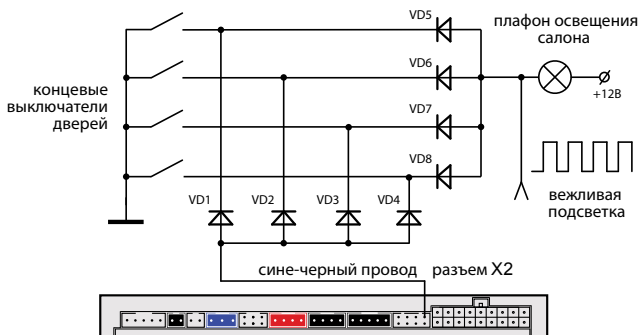 VD5
плафон освещения
салона
VD6
+12В
концевые
выключатели
дверей
VD7
VD8
VD1
VD2
VD3
VD4
вежливая
подсветка
сине-черный провод разъем X2